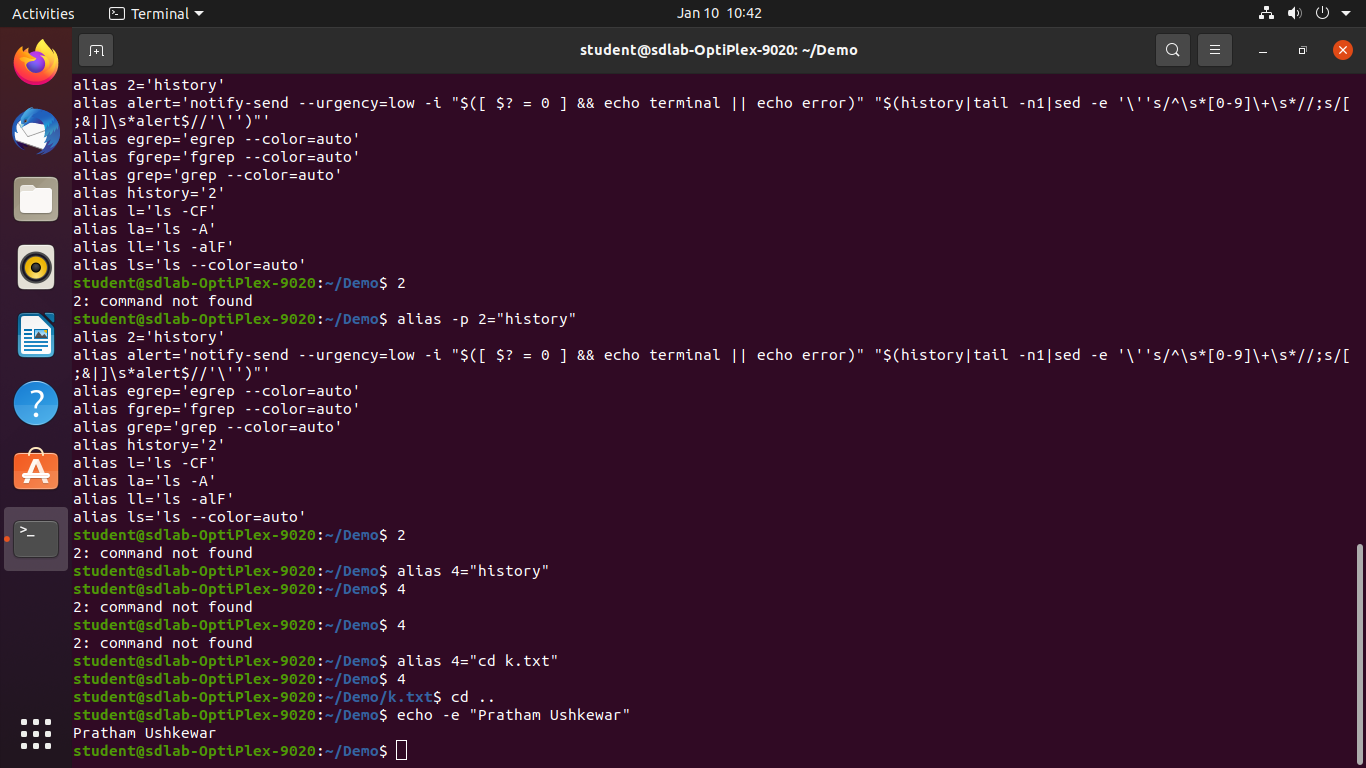 Activities
Terminal
Jan 10 10:42
student@sdlab-OptiPlex-9020: ~/Demo
alias 2='history'
alias alert='notify-send --urgency=low -i "$([ $? = 0 ] && echo terminal || echo error)" "$(history|tail -n1|sed -e '\''s/^\s*[0-9]\+\s*//;s/[
;&|]\s*alert$//'\'')"'
alias egrep='egrep --color=auto'
alias fgrep='fgrep --color=auto'
alias grep='grep --color=auto'
alias history='2'
alias l='ls -CF'
alias la='ls -A'
alias ll='ls -alF'
alias ls='ls --color=auto'
student@sdlab-OptiPlex-9020:~/Demo$ 2
2: command not found
student@sdlab-OptiPlex-9020:~/Demo$ alias -p 2="history"
alias 2='history'
alias alert='notify-send --urgency=low -i "$([ $? = 0 ] && echo terminal || echo error)" "$(history|tail -n1|sed -e '\''s/^\s*[0-9]\+\s*//;s/[
;&|]\s*alert$//'\'')"'
alias egrep='egrep --color=auto'
alias fgrep='fgrep --color=auto'
alias grep='grep --color=auto'
alias history='2'
alias l='ls -CF'
alias la='ls -A'
alias ll='ls -alF'
alias ls='ls --color=auto'
student@sdlab-OptiPlex-9020:~/Demo$ 2
2: command not found
student@sdlab-OptiPlex-9020:~/Demo$ alias 4="history"
student@sdlab-OptiPlex-9020:~/Demo$ 4
2: command not found
student@sdlab-OptiPlex-9020:~/Demo$ 4
2: command not found
student@sdlab-OptiPlex-9020:~/Demo$ alias 4="cd k.txt"
student@sdlab-OptiPlex-9020:~/Demo$ 4
student@sdlab-OptiPlex-9020:~/Demo/k.txt$ cd ..
student@sdlab-OptiPlex-9020:~/Demo$ echo -e "Pratham Ushkewar"
Pratham Ushkewar
student@sdlab-OptiPlex-9020:~/Demo$